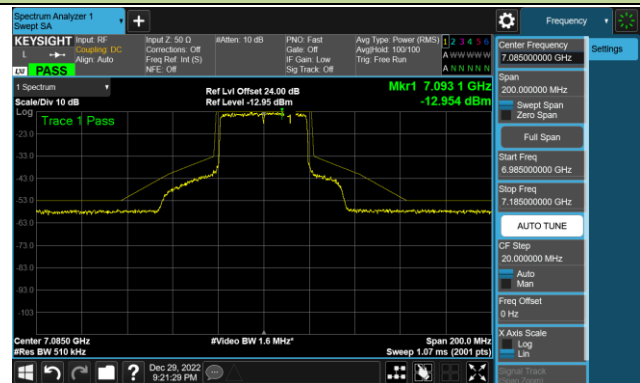 Spectrum Analyzer 1
Swept SA
Frequency
KEYSIGHT
Input: RF
Coupling: DC
Align: Auto
Input Z: 50 Ω
Corrections: Off
Freq Ref: Int (S)
NFE: Off
#Atten: 10 dB
PNO: Fast
Gate: Off
IF Gain: Low
Sig Track: Off
Avg Type: Power (RMS)
Avg|Hold: 100/100
Trig: Free Run
1 2 3 4 5 6
A W W W W W
A N N N N N
L
LXI
PASS
1 Spectrum
Scale/Div 10 dB
Ref Lvl Offset 24.00 dB
Ref Level -12.95 dBm
Mkr1 7.093 1 GHz
-12.954 dBm
Log
Trace 1 Pass
1
-23.0
-33.0
-43.0
-53.0
-63.0
-73.0
-83.0
-93.0
-103
Center 7.0850 GHz
#Res BW 510 kHz
#Video BW 1.6 MHz*
Span 200.0 MHz
Sweep 1.07 ms (2001 pts)
Dec 29, 2022
9:21:29 PM
Center Frequency
7.085000000 GHz
Settings
Span
200.000000 MHz
Swept Span
Zero Span
Full Span
Start Freq
6.985000000 GHz
Stop Freq
7.185000000 GHz
AUTO TUNE
CF Step
20.000000 MHz
Auto
Man
Freq Offset
0 Hz
X Axis Scale
Log
Lin
Signal Track
(Span Zoom)